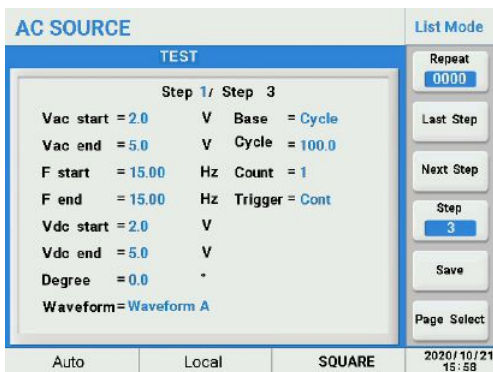 AC SOURCE
List Mode
TEST
Step 1/ Step 3
Vac start = 2.0 V Base = Cycle
Vac end = 5.0 V Cycle = 100.0
F start = 15.00 Hz Count = 1
F end = 15.00 Hz Trigger = Cont
Vdc start = 2.0 V
Vdc end = 5.0 V
Degree = 0.0 °
Waveform = Waveform A
Repeat
0000
Last Step
Next Step
Step
3
Save
Page Select
Auto Local SQUARE
2020/10/21
15:58